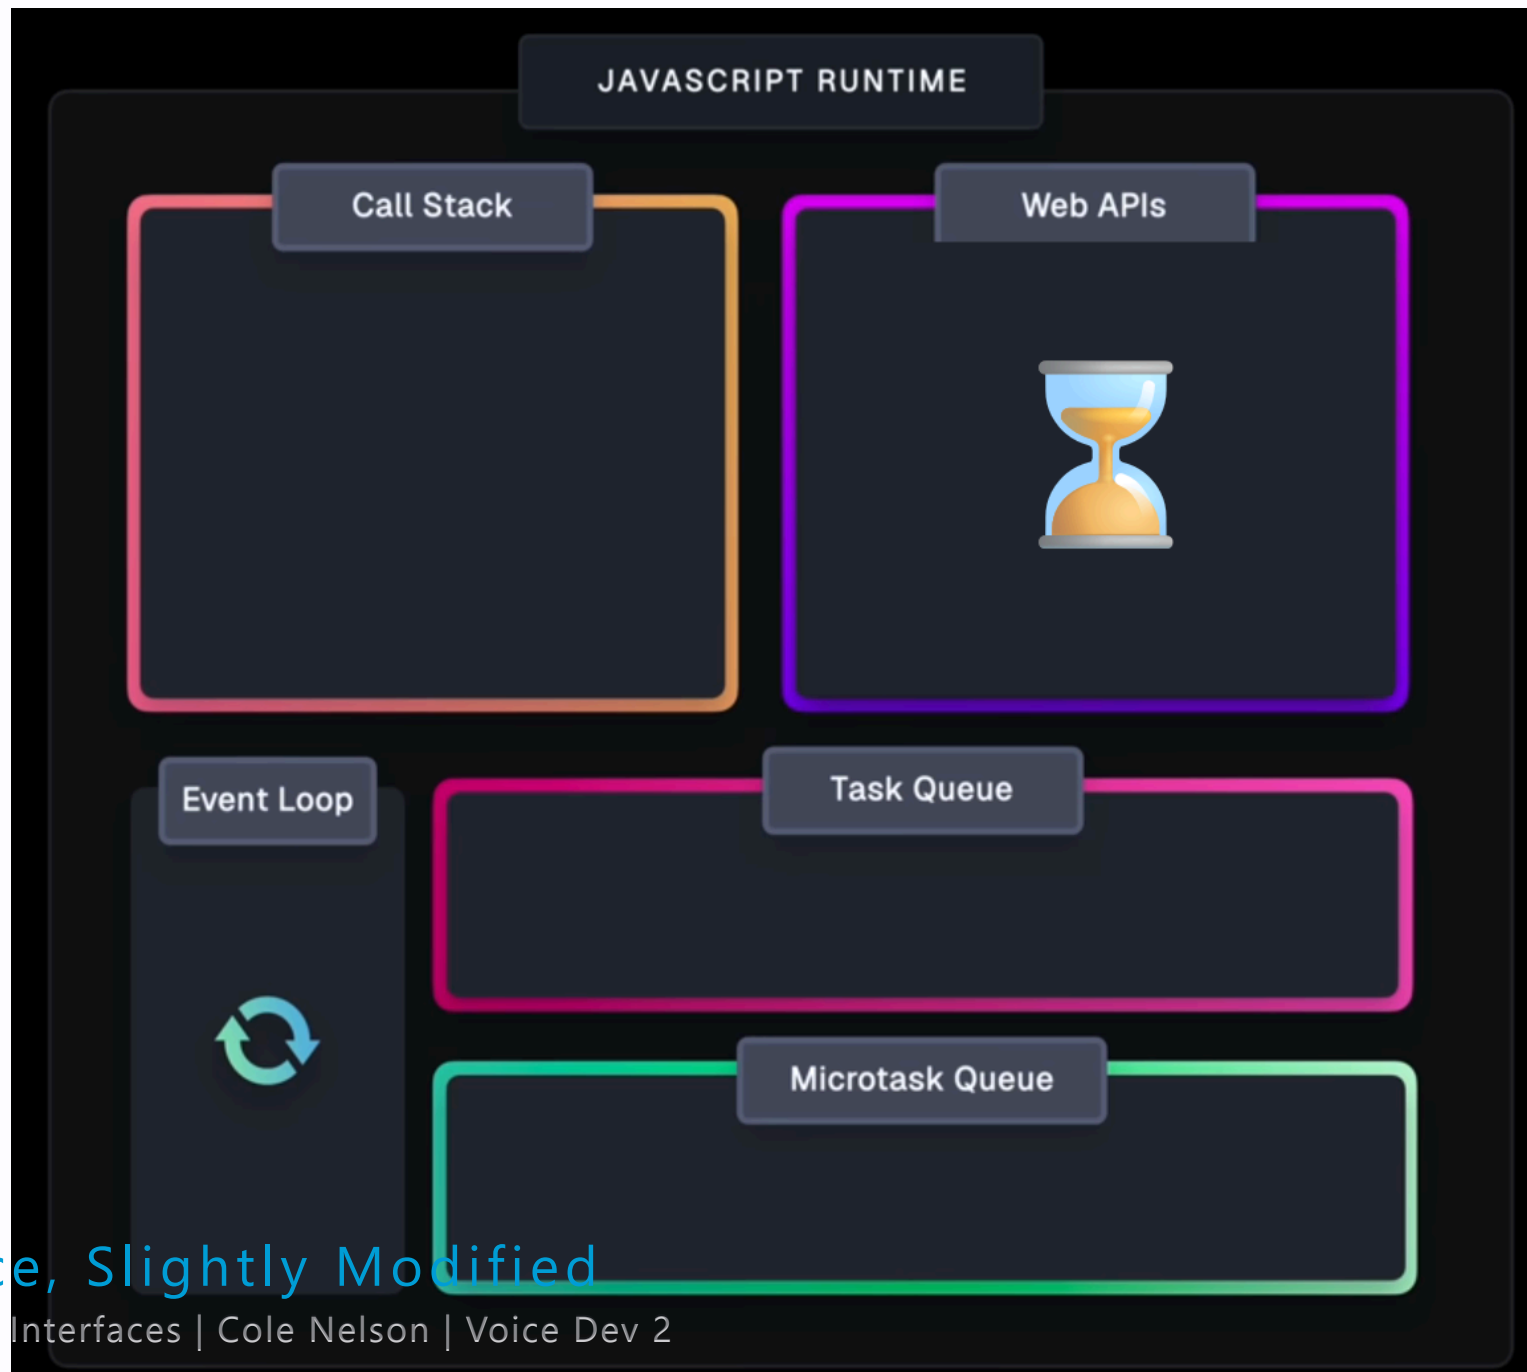 JAVASCRIPT RUNTIME
Call Stack
Web APIs
Event Loop
Task Queue
Microtask Queue
, Slightly Modified
Interfaces | Cole Nelson | Voice Dev 2